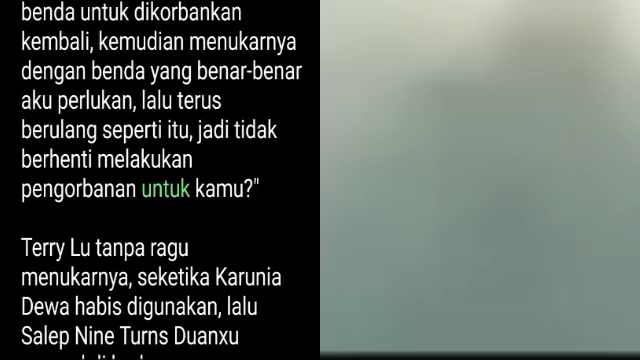 benda untuk dikorbankan
kembali, kemudian menukarnya
dengan benda yang benar-benar
aku perlukan, lalu terus
berulang seperti itu, jadi tidak
berhenti melakukan
pengorbanan untuk kamu?"
Terry Lu tanpa ragu
menukarnya, seketika Karunia
Dewa habis digunakan, lalu
Salep Nine Turns Duanxu